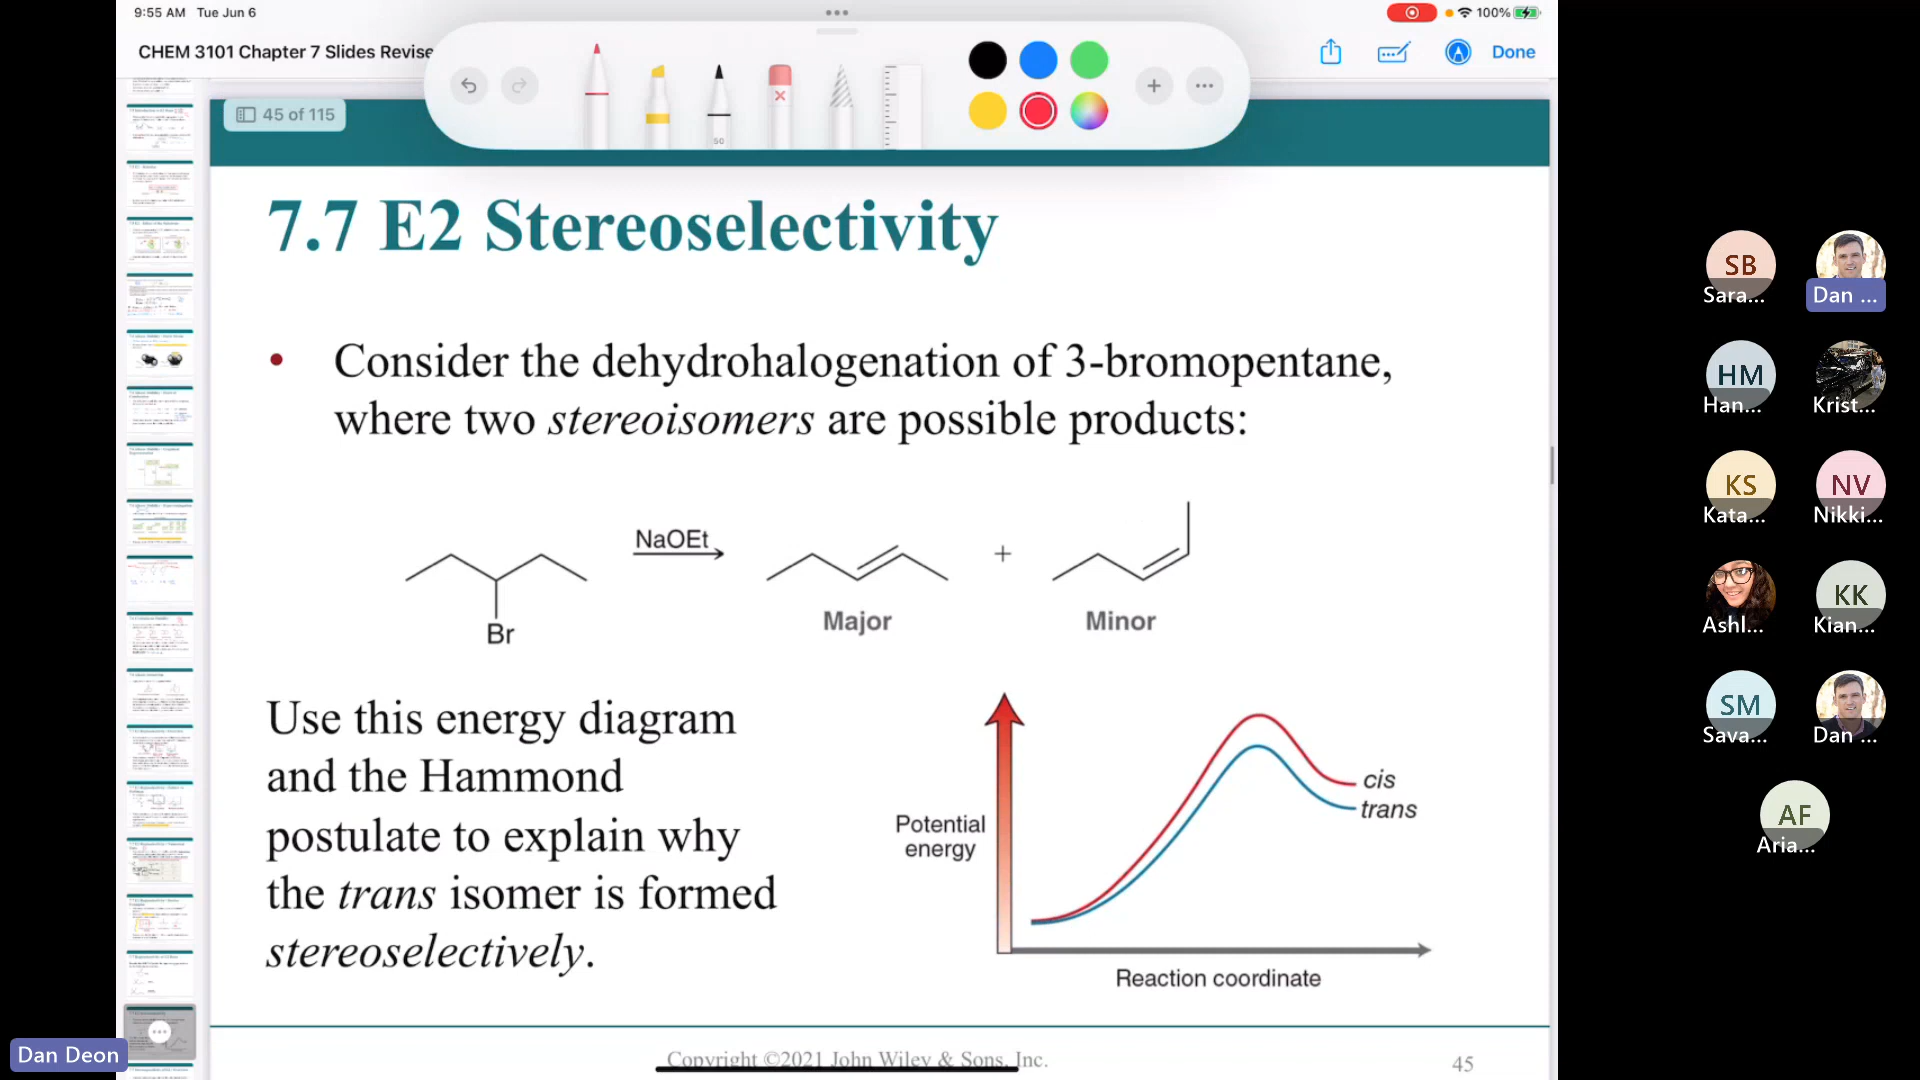 9:55 AM Tue Jun 6
100%
CHEM 3101 Chapter 7 Slides Revise
Done
45 of 115
50
7.7 E2 Stereoselectivity
• Consider the dehydrohalogenation of 3-bromopentane,
where two stereoisomers are possible products:
NaOEt
+
Br
Major
Minor
Use this energy diagram
and the Hammond
postulate to explain why
the trans isomer is formed
stereoselectively.
Potential
energy
cis
trans
Reaction coordinate
Copyright ©2021 John Wiley & Sons, Inc.
45
SB
Sara...
Dan ...
HM
Han...
Krist...
KS
Kata...
NV
Nikki...
Ashl...
KK
Kian...
SM
Sava...
Dan ...
AF
Aria...
Dan Deon